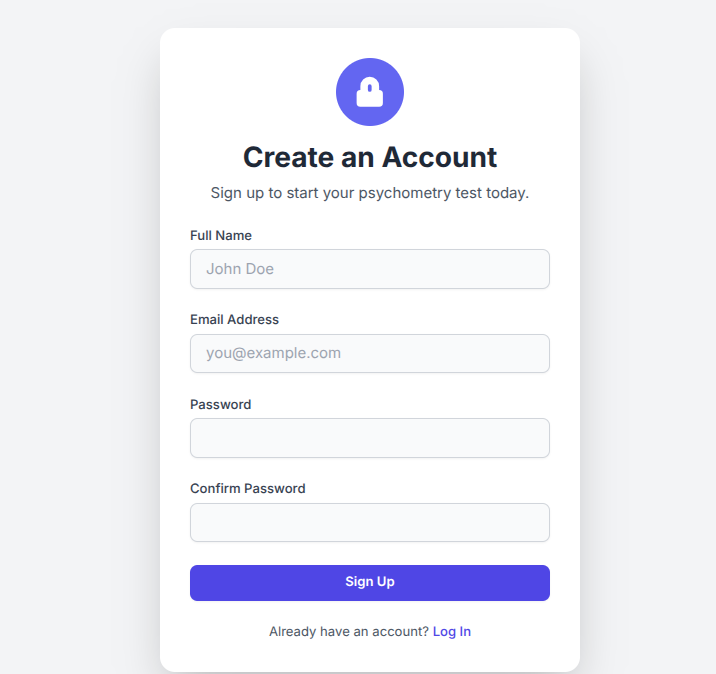 Create an Account
Sign up to start your psychometry test today.
Full Name
John Doe
Email Address
you@example.com
Password
Confirm Password
Sign Up
Already have an account? Log In